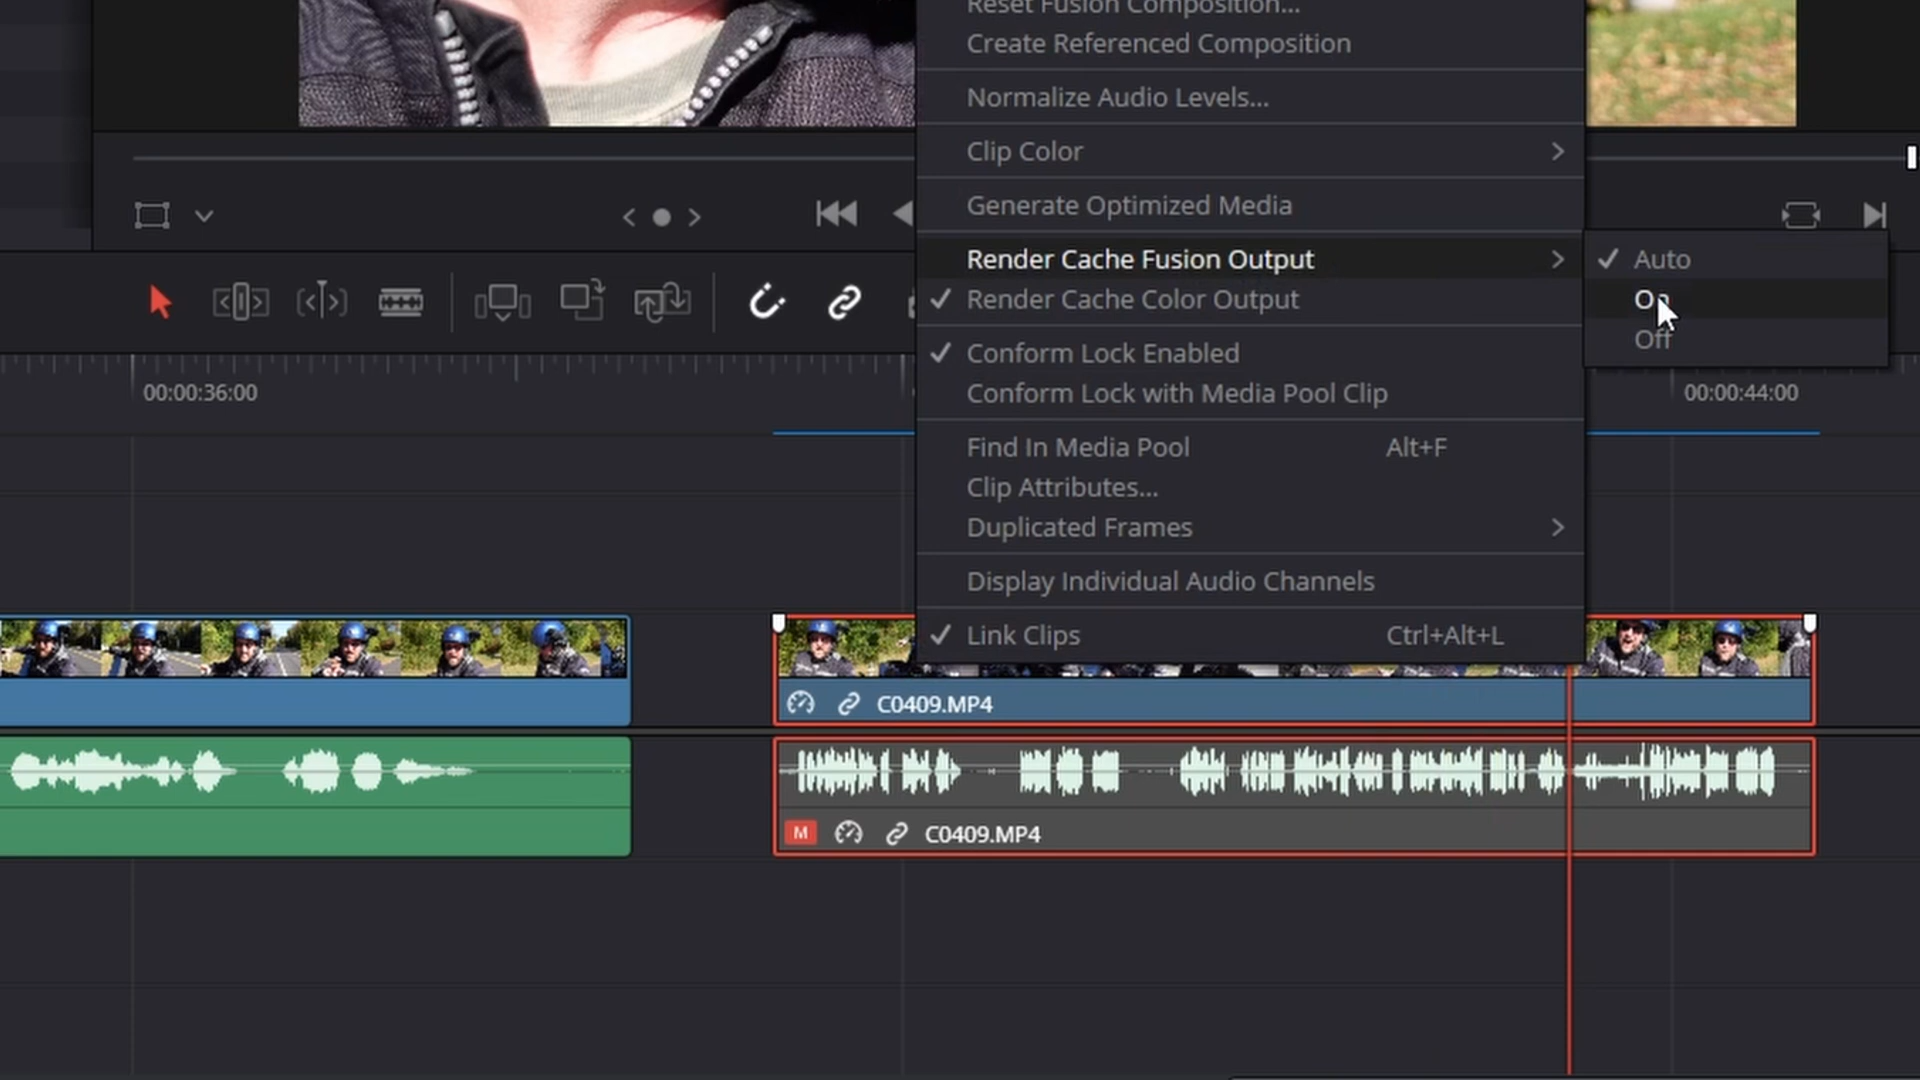 Reset Fusion Composition...
Create Referenced Composition
Normalize Audio Levels...
Clip Color
Generate Optimized Media
Render Cache Fusion Output
Auto
Render Cache Color Output
On
Off
Conform Lock Enabled
Conform Lock with Media Pool Clip
00:00:36:00
00:00:44:00
Find In Media Pool Alt+F
Clip Attributes...
Duplicated Frames
Display Individual Audio Channels
Link Clips Ctrl+Alt+L
C0409.MP4
M C0409.MP4